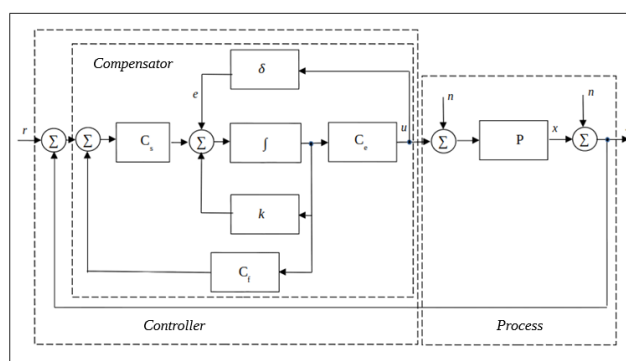 Compensator
δ
e
n
n
r
Σ
Σ
Cs
Σ
∫
Ce
u
Σ
P
x
Σ
k
Cf
Controller
Process